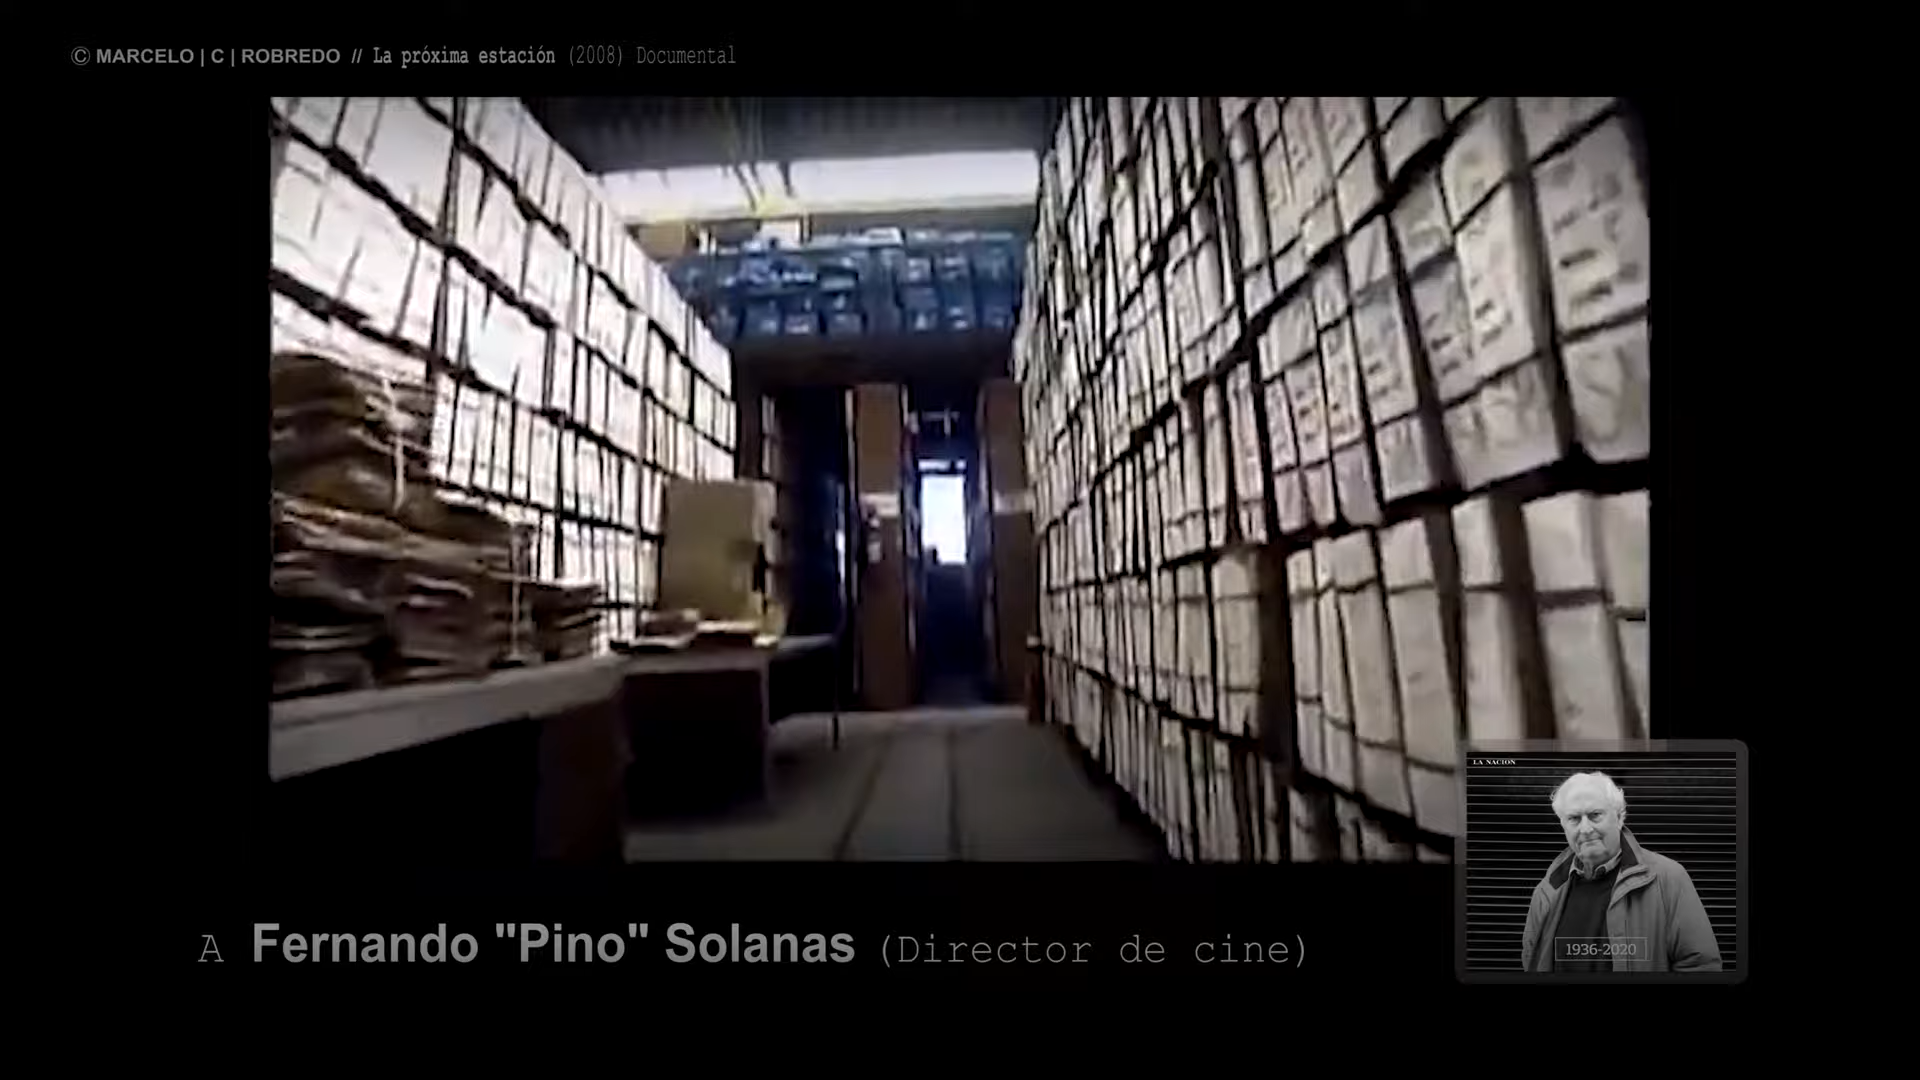 © MARCELO | C | ROBREDO // La próxima estación (2008) Documental
LA NACION
1936-2020
A Fernando "Pino" Solanas (Director de cine)